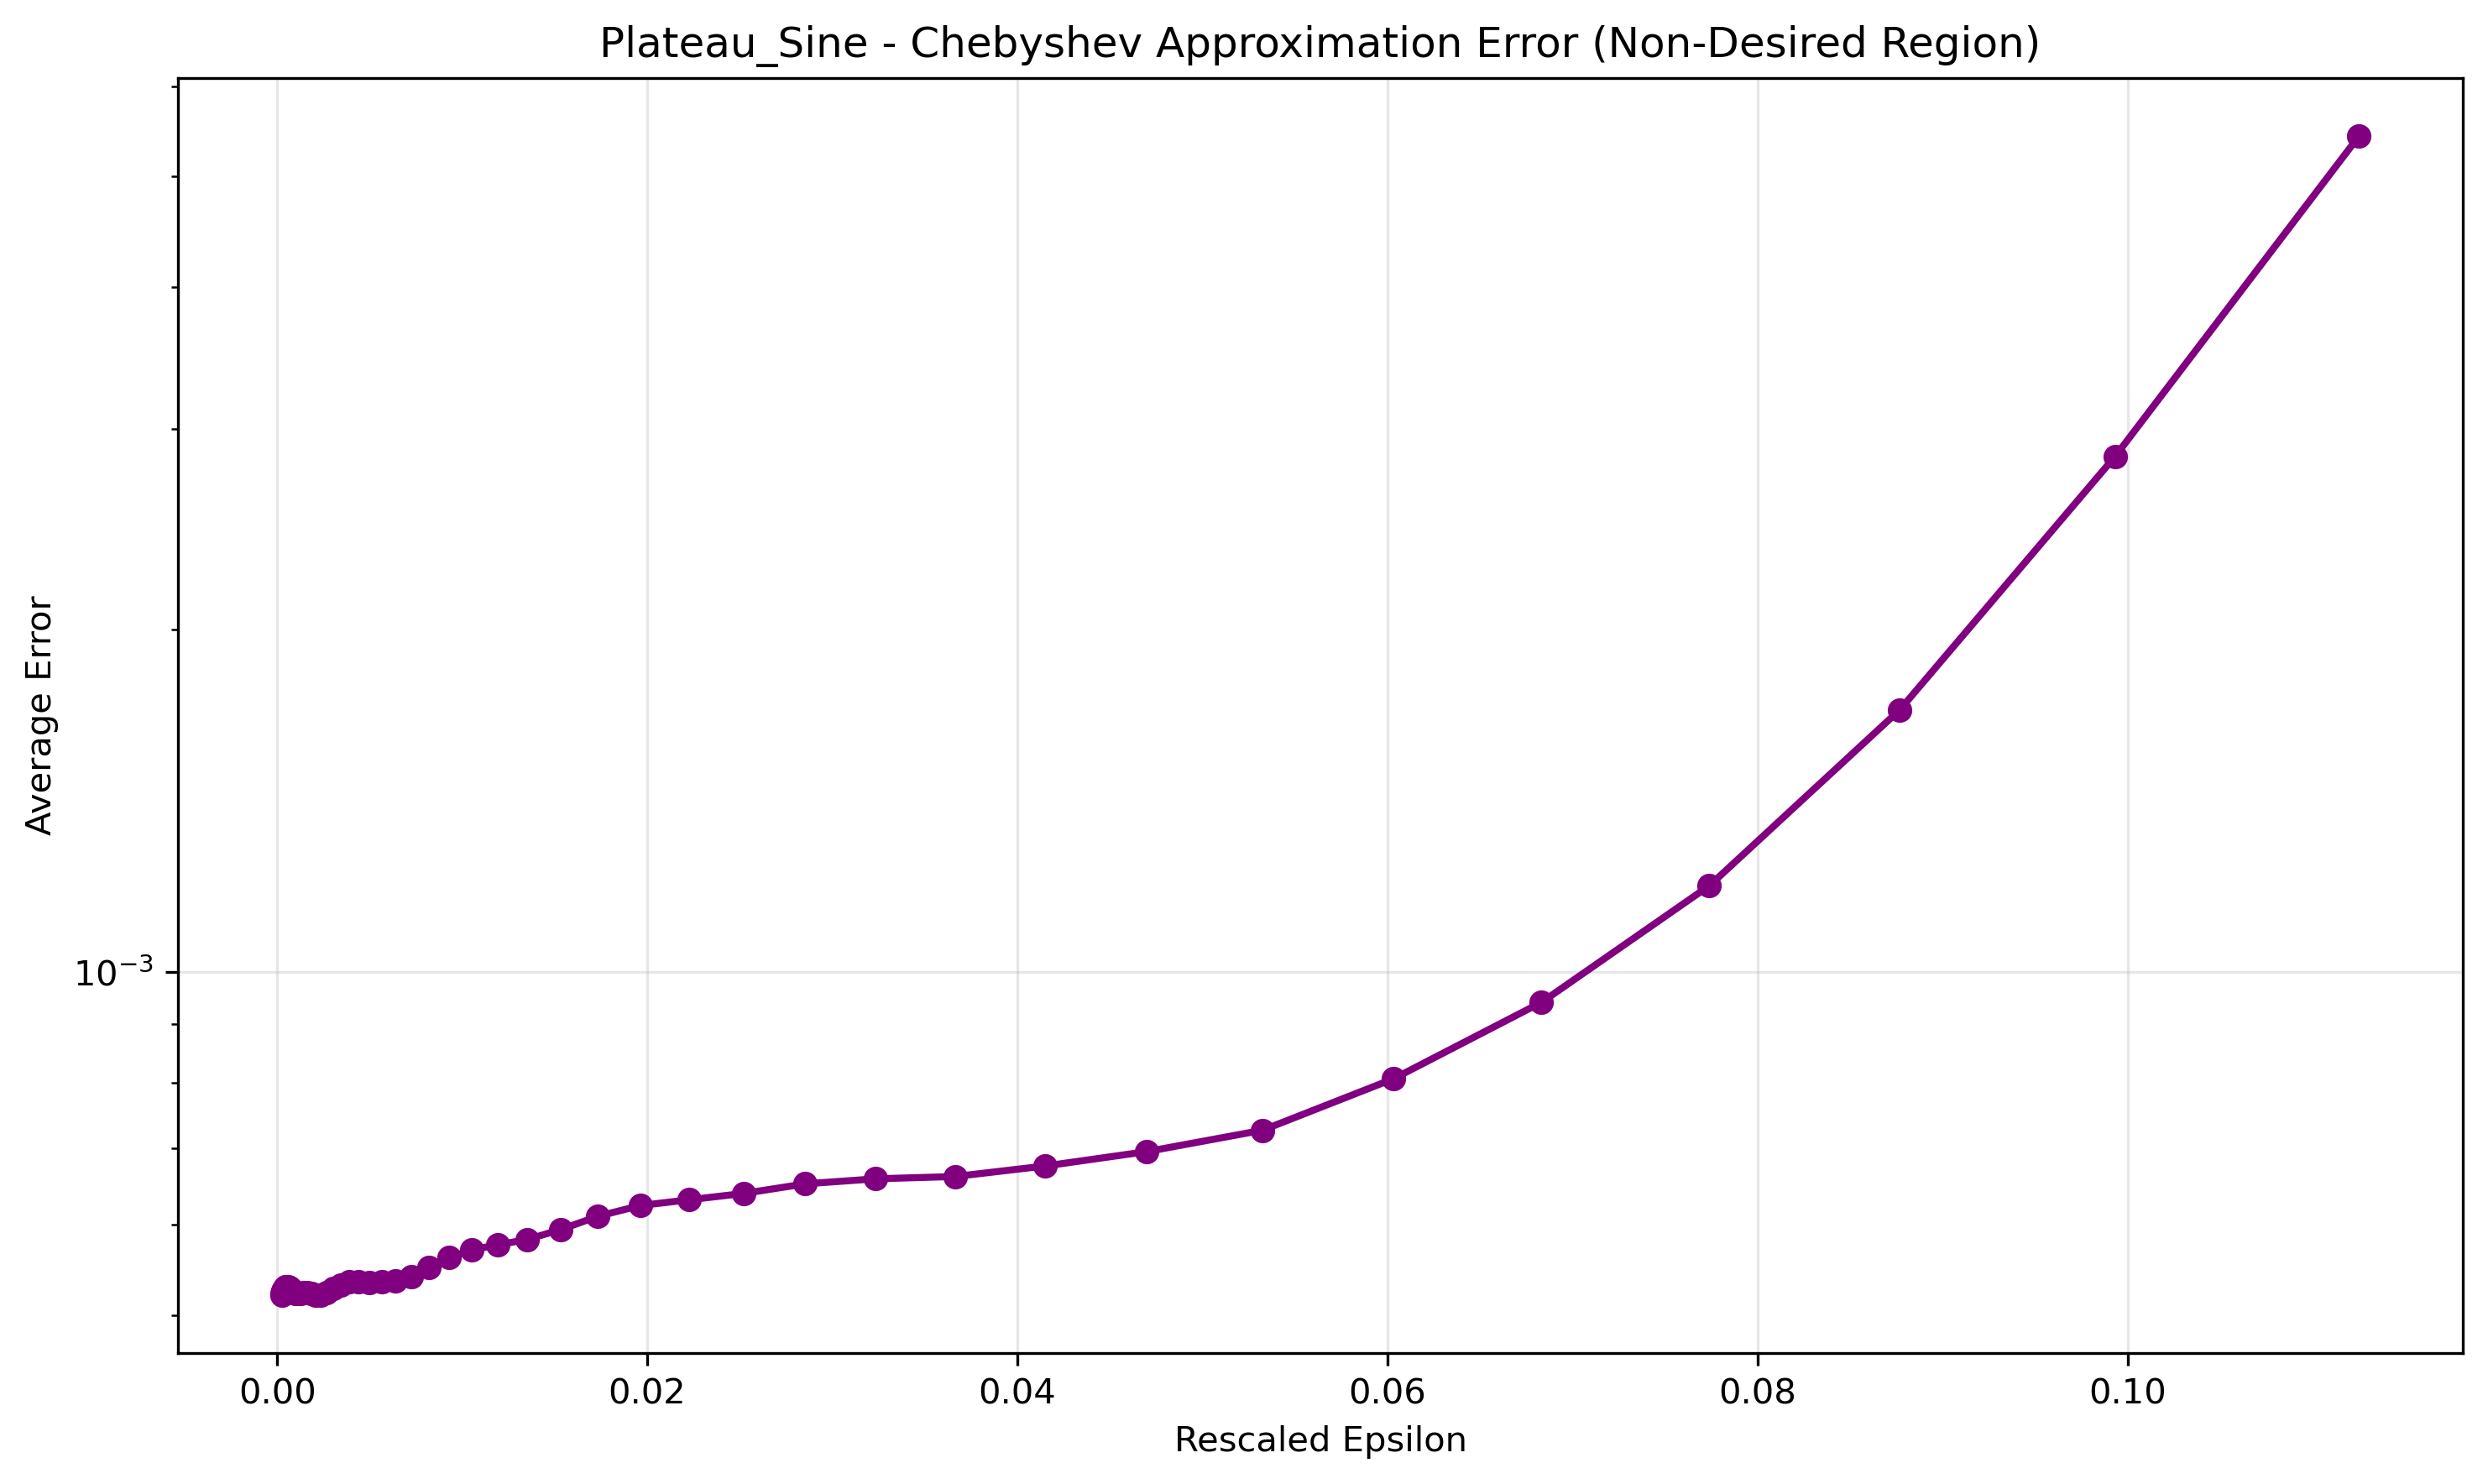 Plateau_Sine - Chebyshev Approximation Error (Non-Desired Region)
Average Error
10⁻³
0.00 0.02 0.04 0.06 0.08 0.10
Rescaled Epsilon